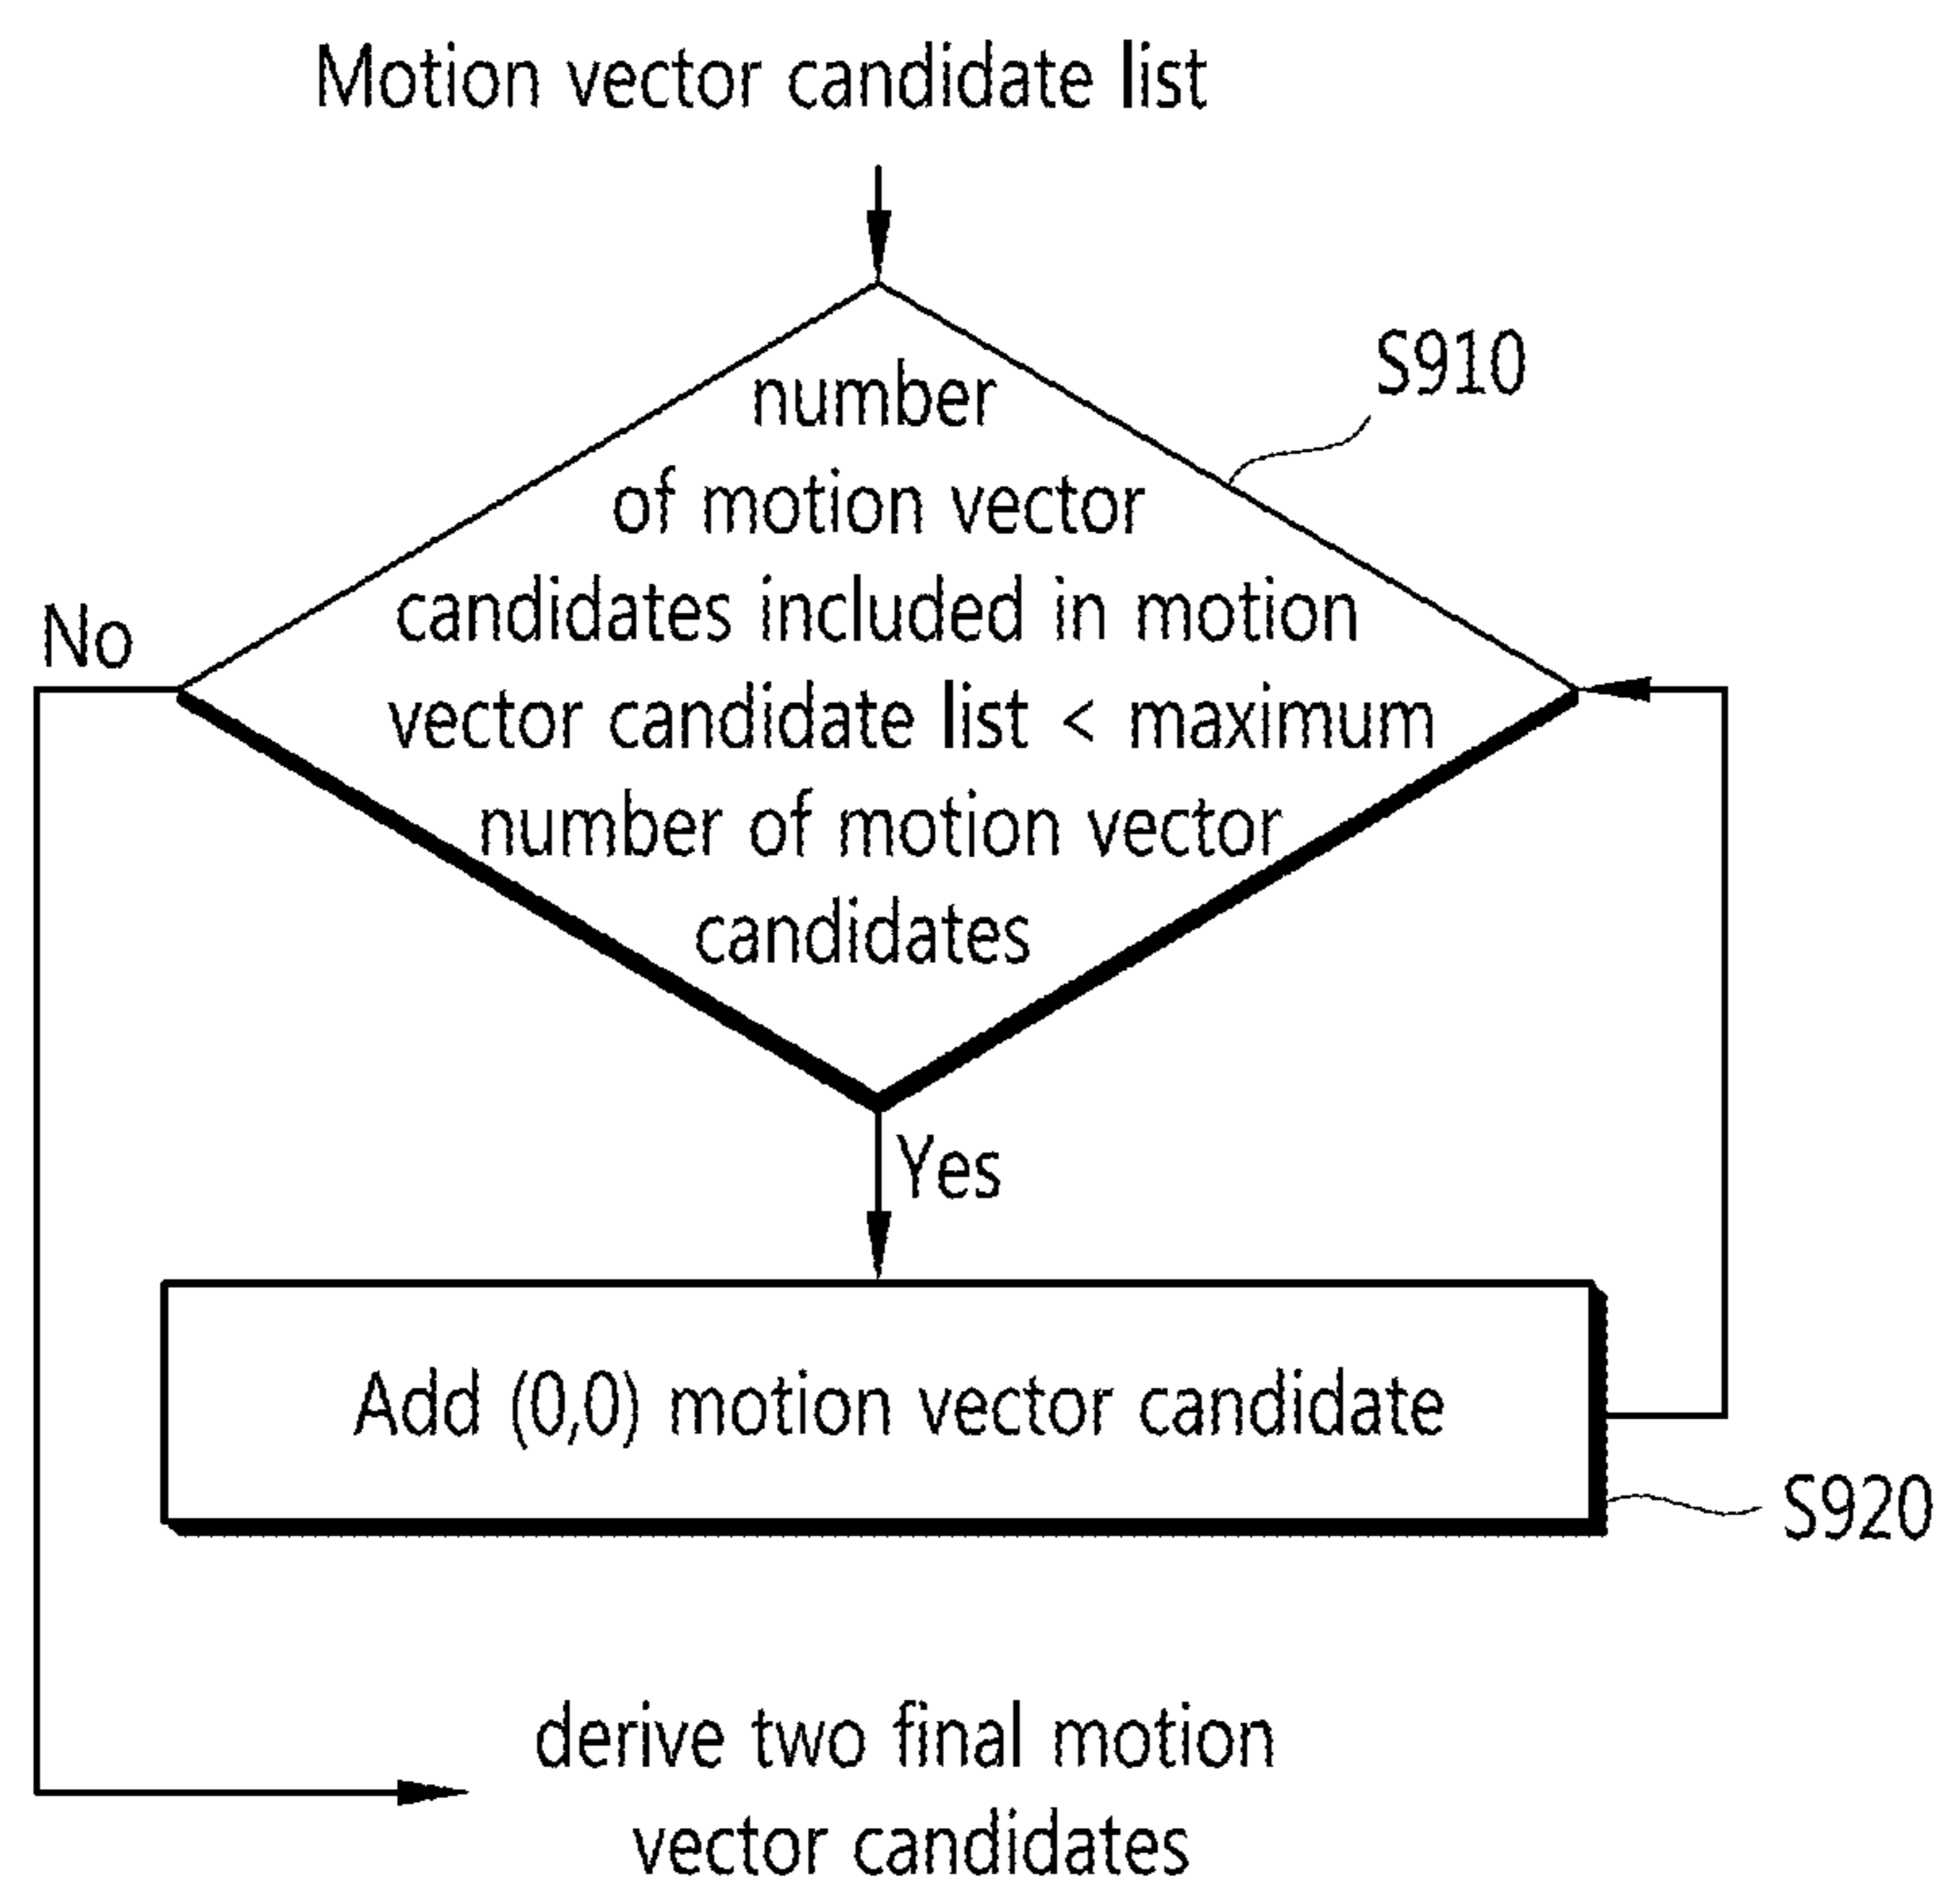 Motion vector candidate list
S910
number
of motion vector
candidates included in motion
vector candidate list < maximum
number of motion vector
candidates
No
Yes
Add (0,0) motion vector candidate
S920
derive two final motion
vector candidates